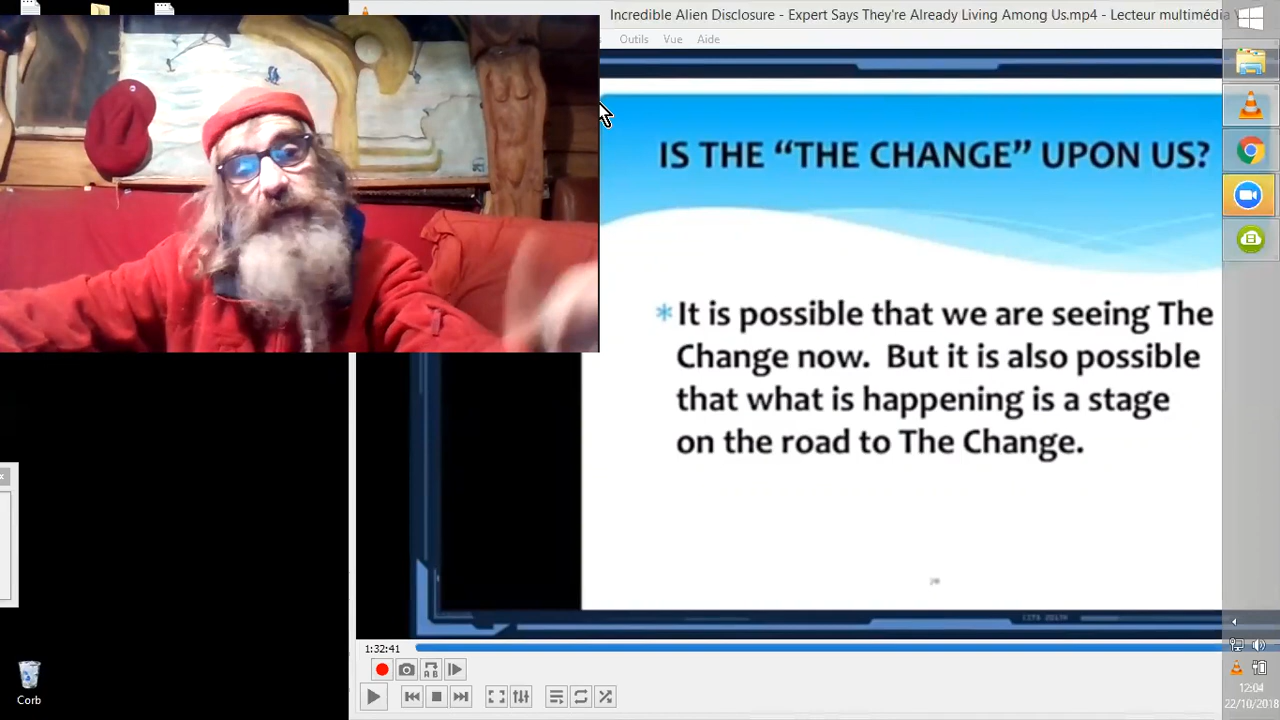 Incredible Alien Disclosure - Expert Says They're Already Living Among Us.mp4 - Lecteur multimédia V
Outils Vue Aide
IS THE “THE CHANGE” UPON US?
* It is possible that we are seeing The
Change now. But it is also possible
that what is happening is a stage
on the road to The Change.
1:32:41
Corb
12:04
22/10/2018